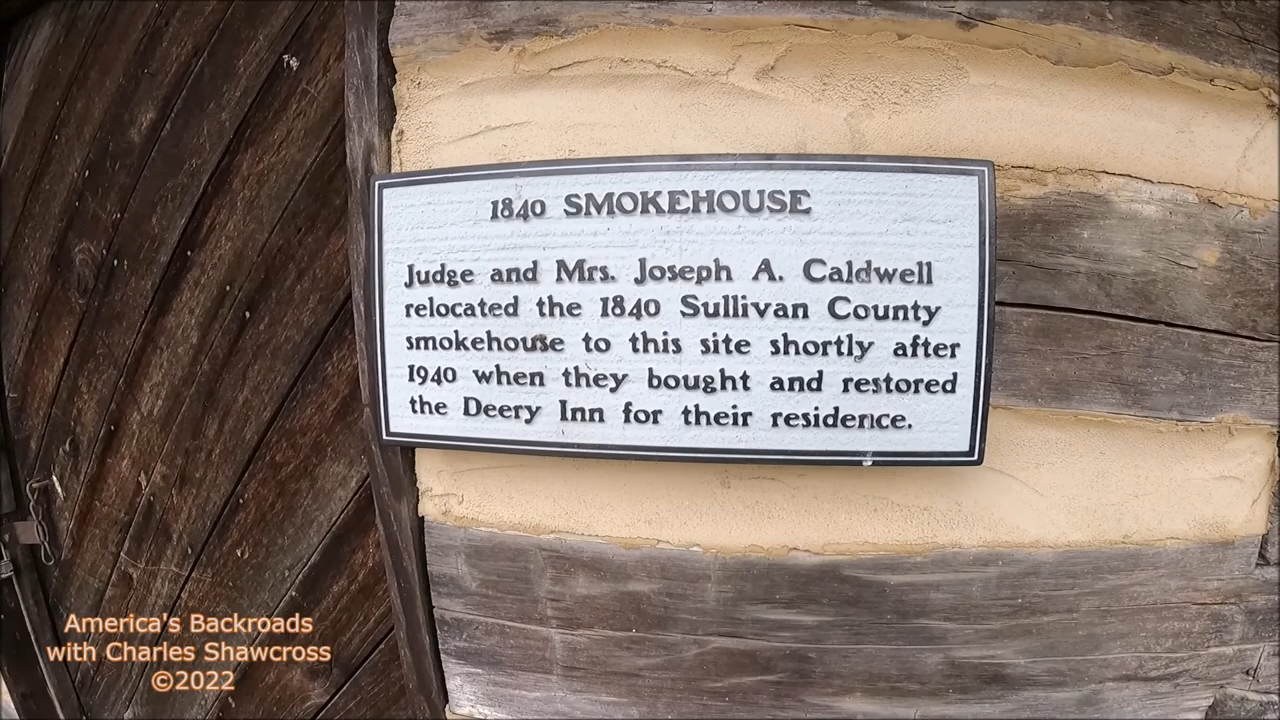 1840 SMOKEHOUSE
Judge and Mrs. Joseph A. Caldwell
relocated the 1840 Sullivan County
smokehouse to this site shortly after
1940 when they bought and restored
the Deery Inn for their residence.
America's Backroads
with Charles Shawcross
©2022